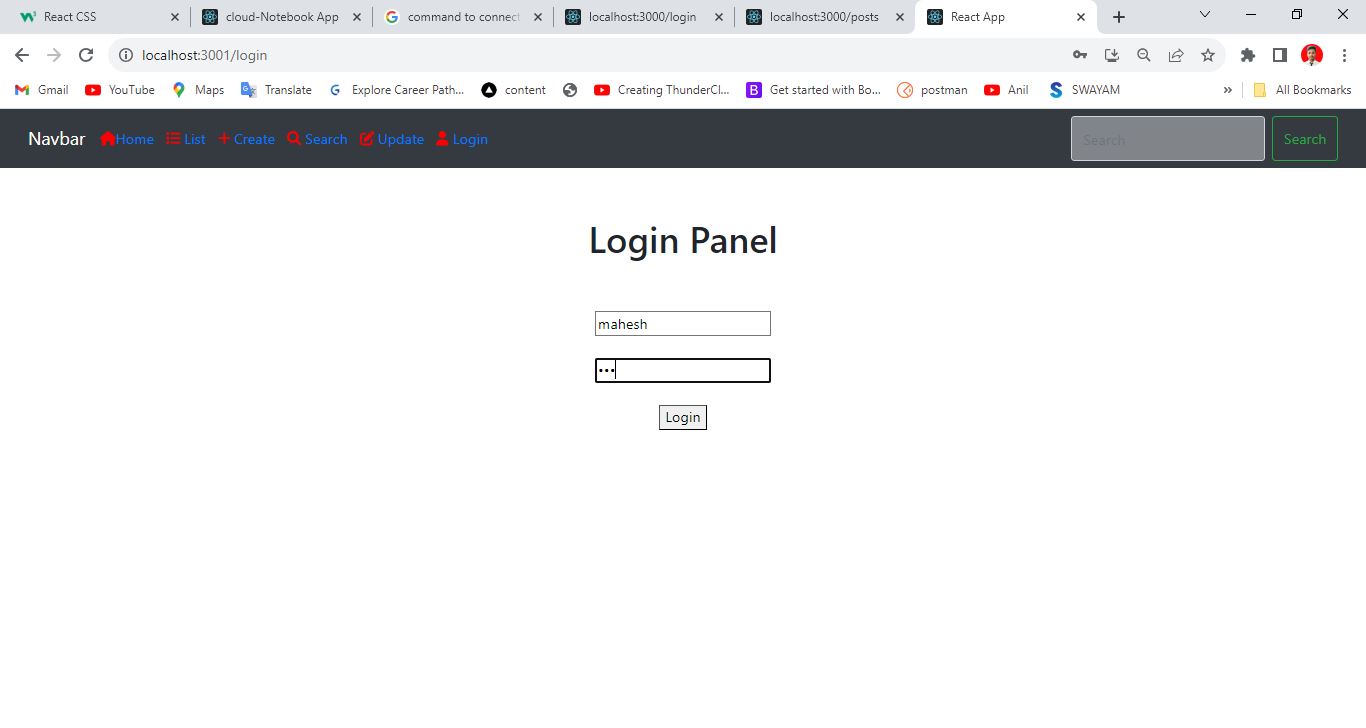 React CSS cloud-Notebook App command to connect localhost:3000/login localhost:3000/posts React App
localhost:3001/login
Gmail YouTube Maps Translate Explore Career Path... content Creating ThunderCl... Get started with Bo... postman Anil SWAYAM » All Bookmarks
Navbar Home List Create Search Update Login Search Search
Login Panel
mahesh
•••
Login